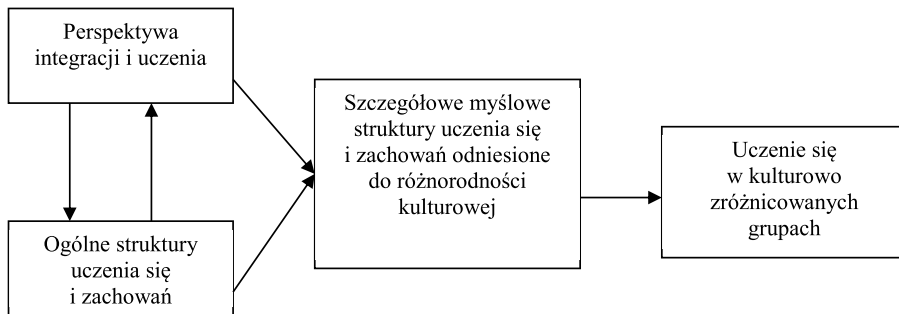 Perspektywa
integracji i uczenia
Szczegółowe myślowe
struktury uczenia się
i zachowań odniesione
do różnorodności
kulturowej
Uczenie się
w kulturowo
zróżnicowanych
grupach
Ogólne struktury
uczenia się
i zachowań